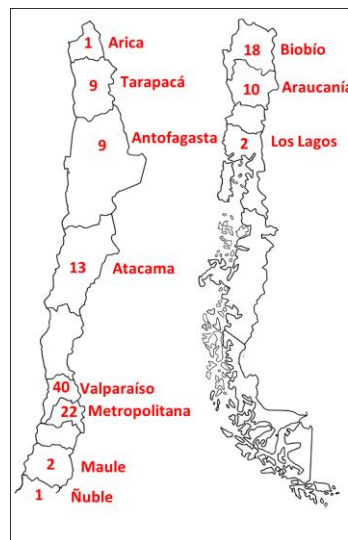 1 Arica
9 Tarapacá
9 Antofagasta
13 Atacama
40 Valparaíso
22 Metropolitana
2 Maule
1 Ñuble
18 Biobío
10 Araucanía
2 Los Lagos